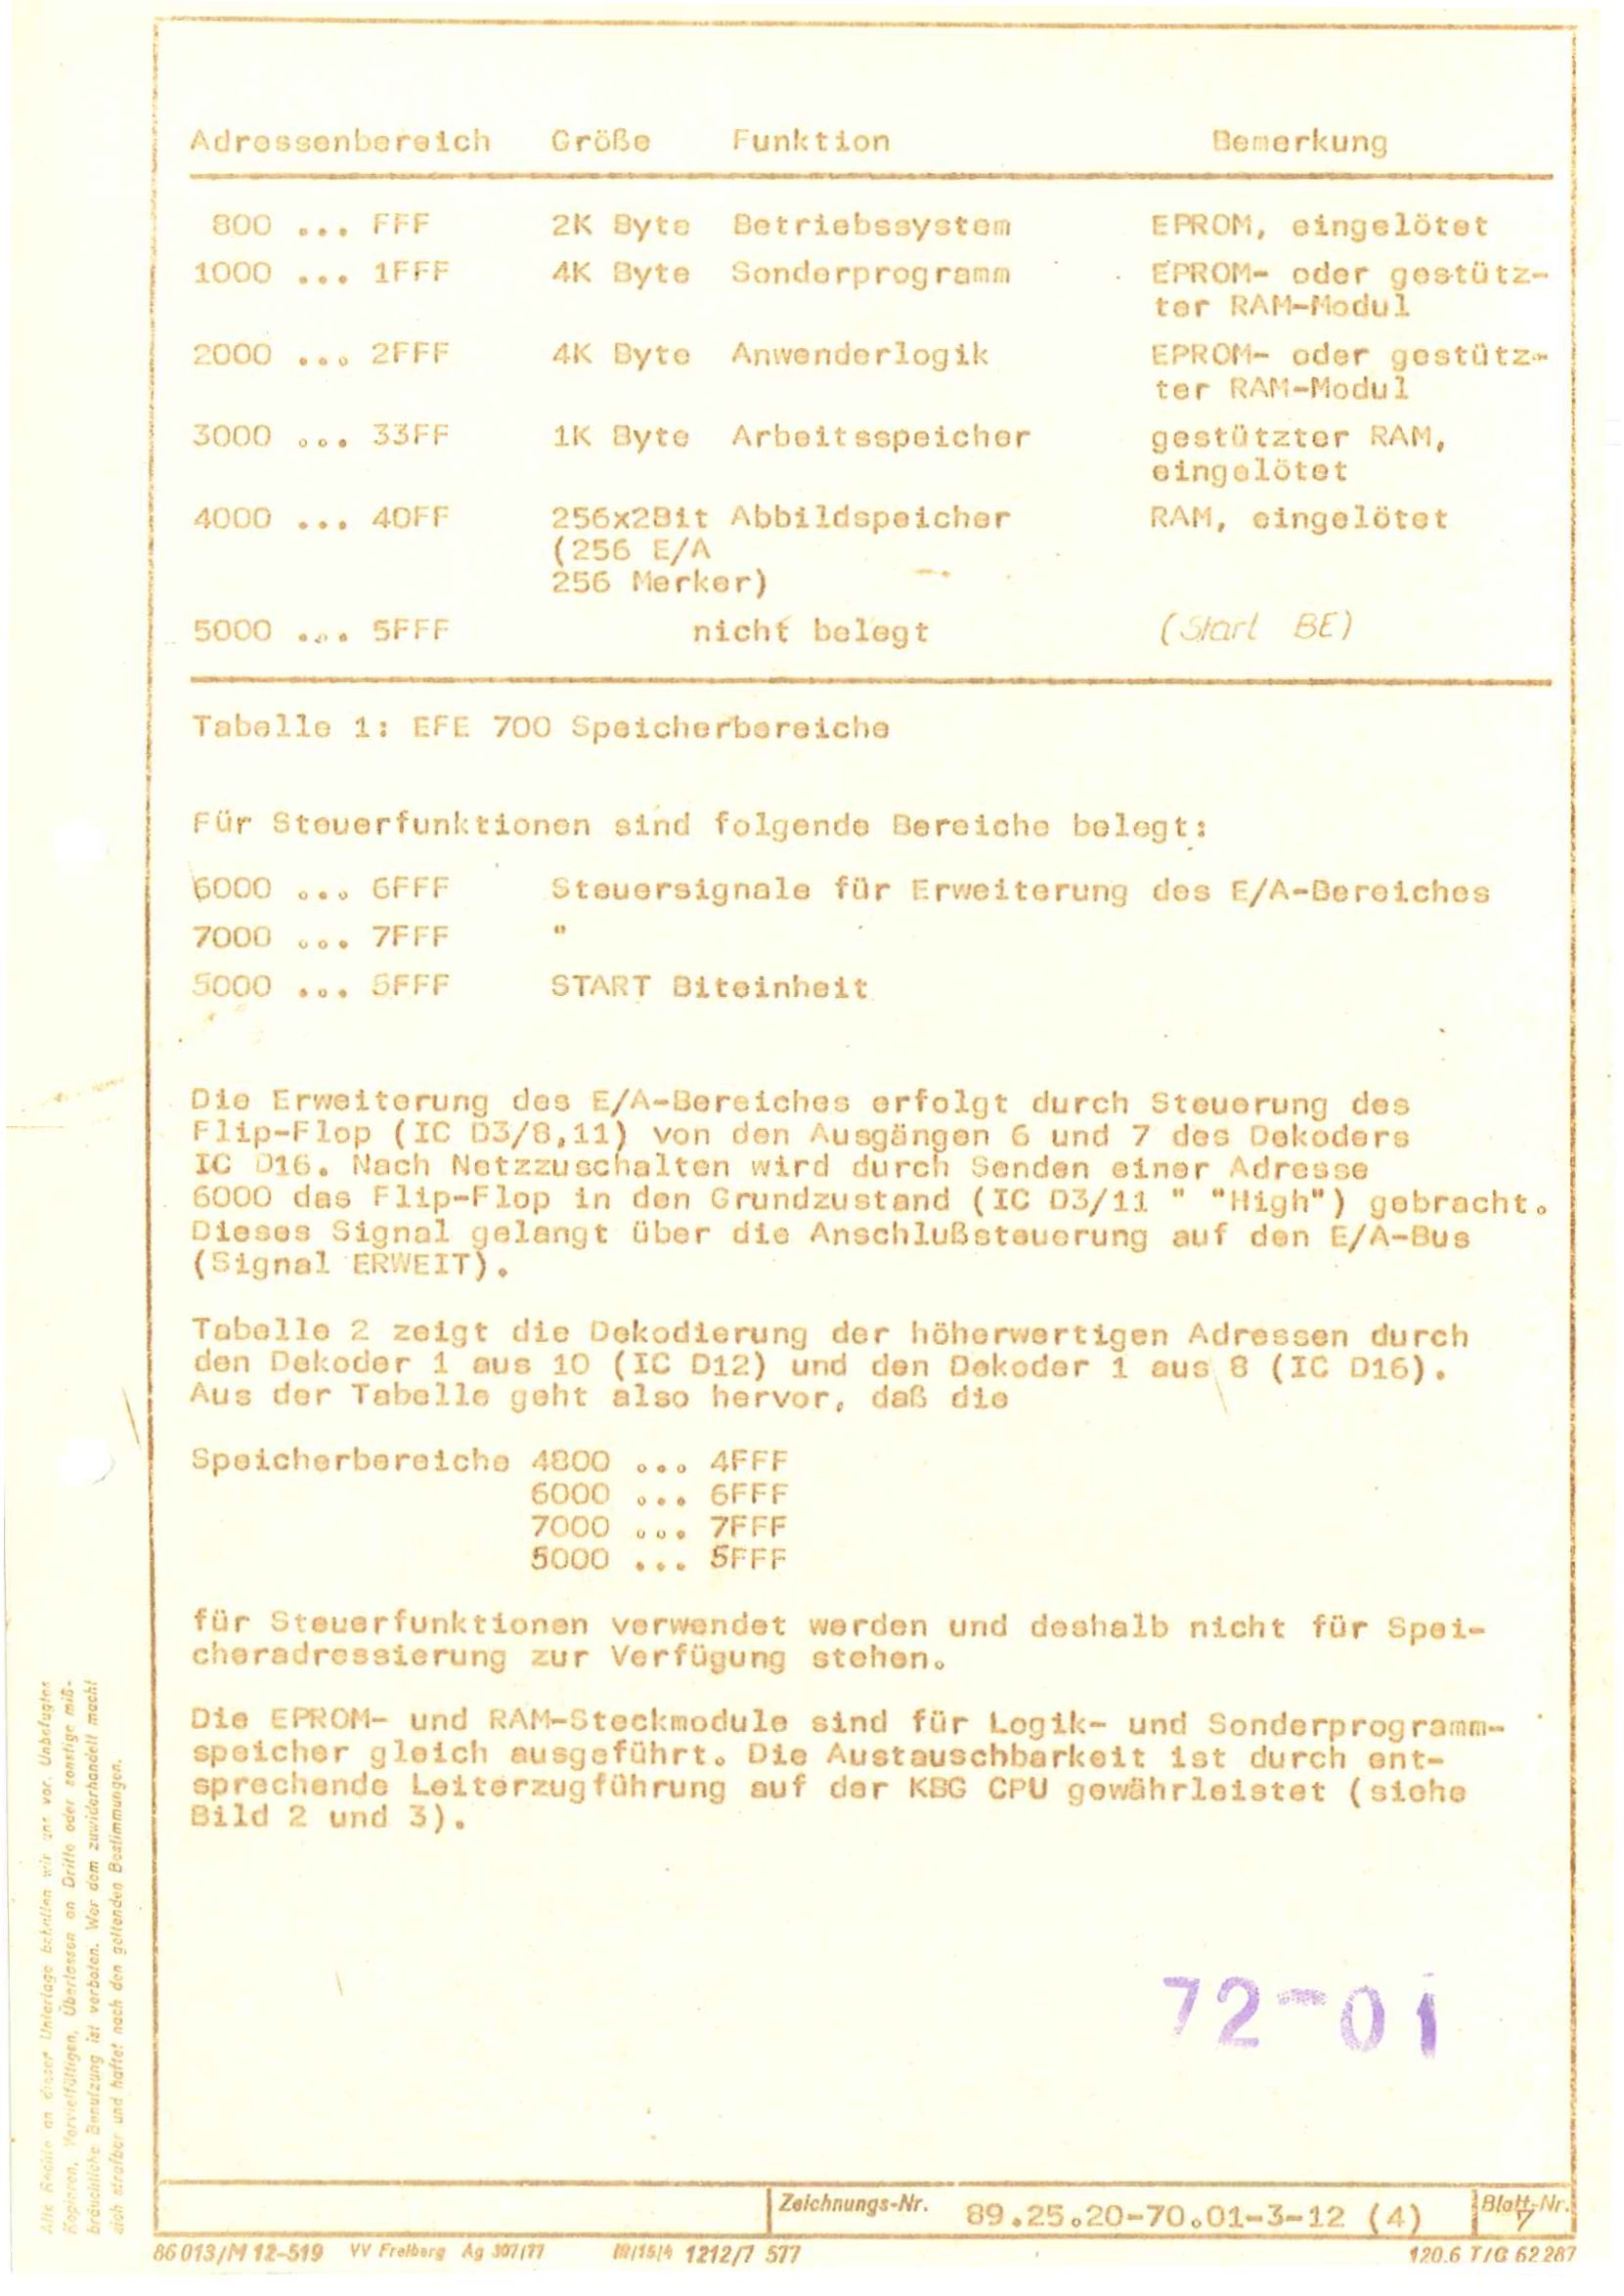 Adressenbereich Größe Funktion Bemerkung
800 ... FFF 2K Byte Betriebssystem EPROM, eingelötet
1000 ... 1FFF 4K Byte Sonderprogramm EPROM- oder gestütz-
ter RAM-Modul
2000 ... 2FFF 4K Byte Anwenderlogik EPROM- oder gestütz-
ter RAM-Modul
3000 ... 33FF 1K Byte Arbeitsspeicher gestützter RAM,
eingelötet
4000 ... 40FF 256x2Bit Abbildspeicher RAM, eingelötet
(256 E/A
256 Merker)
5000 ... 5FFF nicht belegt (Start BE)
Tabelle 1: EFE 700 Speicherbereiche
Für Steuerfunktionen sind folgende Bereiche belegt:
6000 ... 6FFF Steuersignale für Erweiterung des E/A-Bereiches
7000 ... 7FFF "
5000 ... 5FFF START Biteinheit
Die Erweiterung des E/A-Bereiches erfolgt durch Steuerung des
Flip-Flop (IC D3/8,11) von den Ausgängen 6 und 7 des Dekoders
IC D16. Nach Netzzuschalten wird durch Senden einer Adresse
6000 das Flip-Flop in den Grundzustand (IC D3/11 " "High") gebracht.
Dieses Signal gelangt über die Anschlußsteuerung auf den E/A-Bus
(Signal ERWEIT).
Tabelle 2 zeigt die Dekodierung der höherwertigen Adressen durch
den Dekoder 1 aus 10 (IC D12) und den Dekoder 1 aus 8 (IC D16).
Aus der Tabelle geht also hervor, daß die
Speicherbereiche 4800 ... 4FFF
6000 ... 6FFF
7000 ... 7FFF
5000 ... 5FFF
für Steuerfunktionen verwendet werden und deshalb nicht für Spei-
cheradressierung zur Verfügung stehen.
Die EPROM- und RAM-Steckmodule sind für Logik- und Sonderprogramm-
speicher gleich ausgeführt. Die Austauschbarkeit ist durch ent-
sprechende Leiterzugführung auf der KBG CPU gewährleistet (siehe
Bild 2 und 3).
72-01
Alle Rechte an dieser Unterlage behalten wir uns vor. Unbefugtes
Kopieren, Vervielfältigen, Überlassen an Dritte oder sonstige miß-
bräuchliche Benutzung ist verboten. Wer dem zuwiderhandelt macht
sich strafbar und haftet nach den geltenden Bestimmungen.
Zeichnungs-Nr. 89.25.20-70.01-3-12 (4) Blatt-Nr.
7
86013/M 12-519 VV Freiberg Ag 307/77 III/15/4 1212/7 577 120.6 T/G 62287